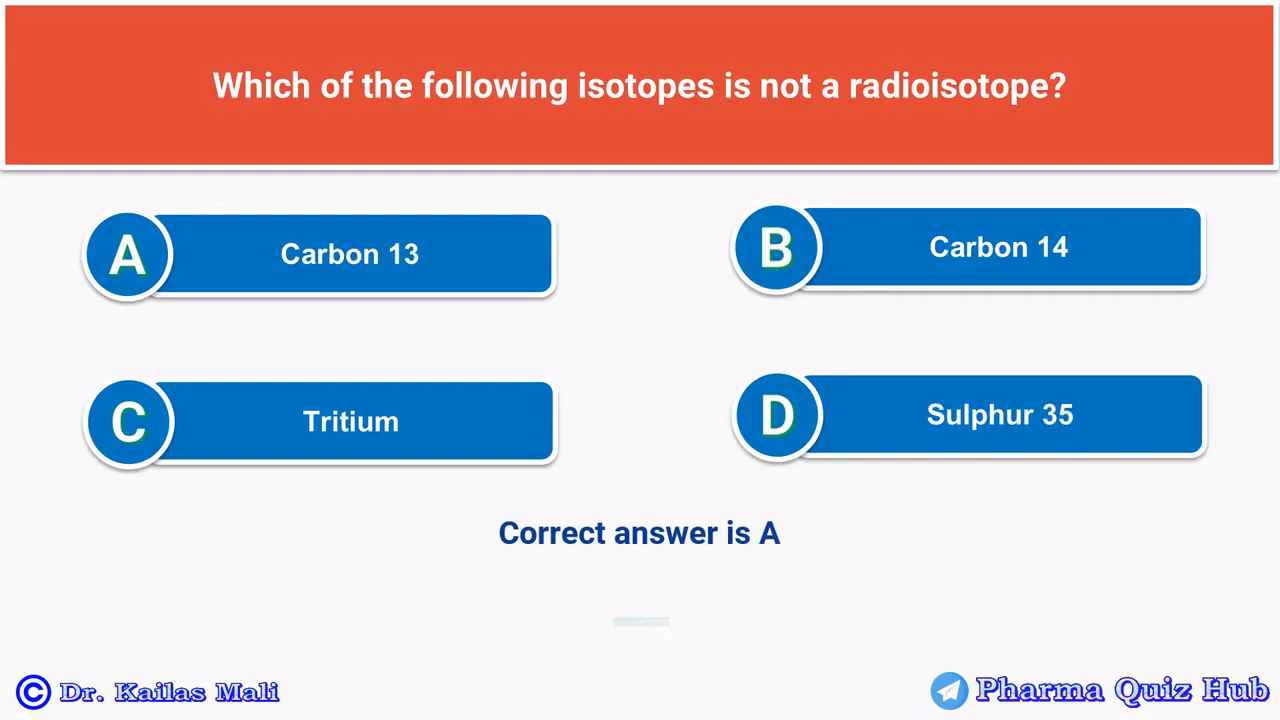 Which of the following isotopes is not a radioisotope?
A Carbon 13
B Carbon 14
C Tritium
D Sulphur 35
Correct answer is A
© Dr. Kailas Mali
Pharma Quiz Hub